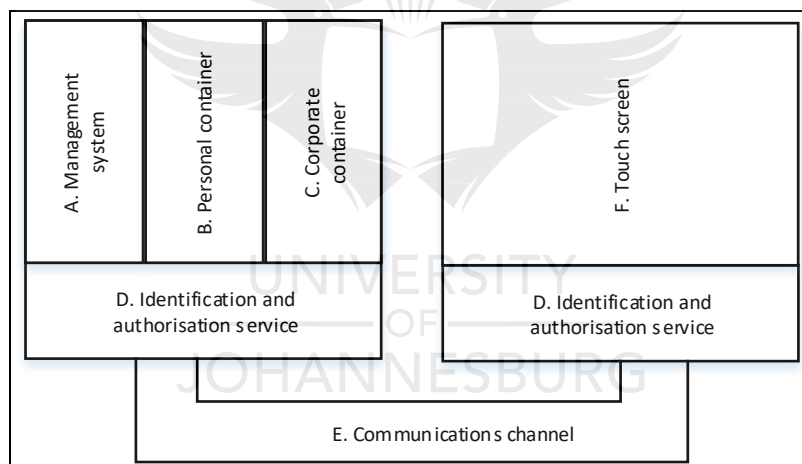 A. Management
system
B. Personal container
C. Corporate
container
F. Touch screen
D. Identification and
authorisation service
D. Identification and
authorisation service
E. Communications channel
UNIVERSITY
OF
JOHANNESBURG